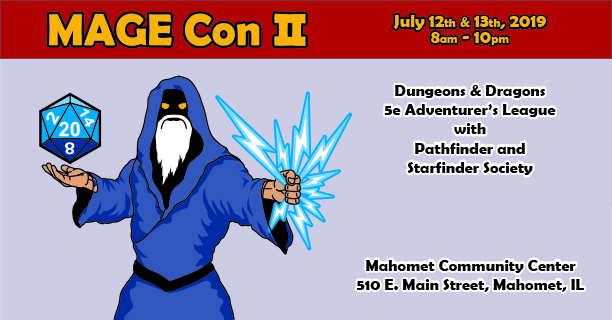 MAGE Con II
July 12th & 13th, 2019
8am - 10pm
2
14
20
8
Dungeons & Dragons
5e Adventurer's League
with
Pathfinder and
Starfinder Society
Mahomet Community Center
510 E. Main Street, Mahomet, IL